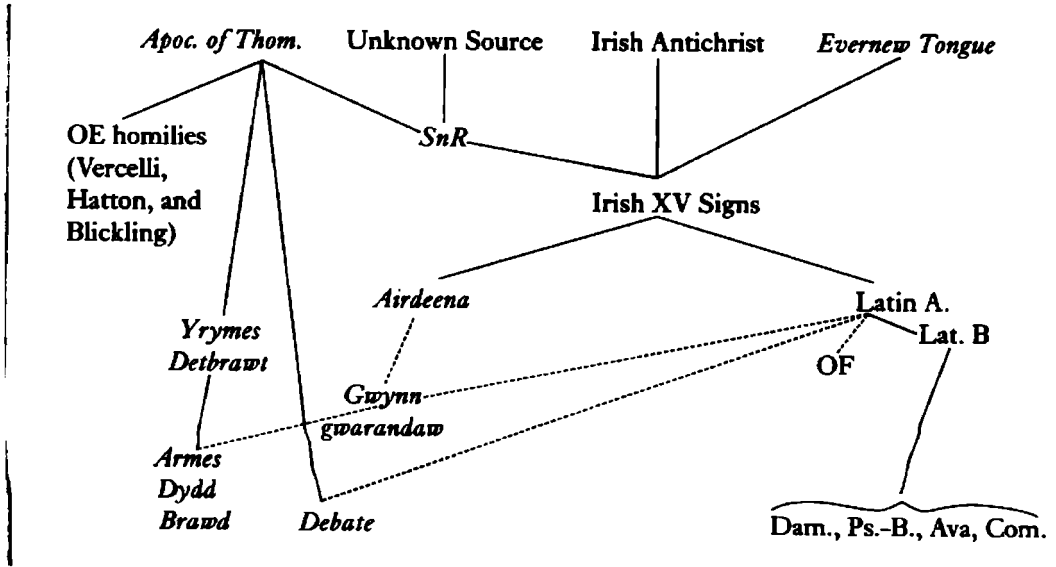 Apoc. of Thom. Unknown Source Irish Antichrist Evernew Tongue
OE homilies
(Vercelli,
Hatton, and
Blickling)
SnR
Irish XV Signs
Airdeena
Latin A.
Yrymes
Detbrawt
Lat. B
OF
Gwynn
gwarandaw
Armes
Dydd
Brawd
Debate
Dam., Ps.-B., Ava, Com.